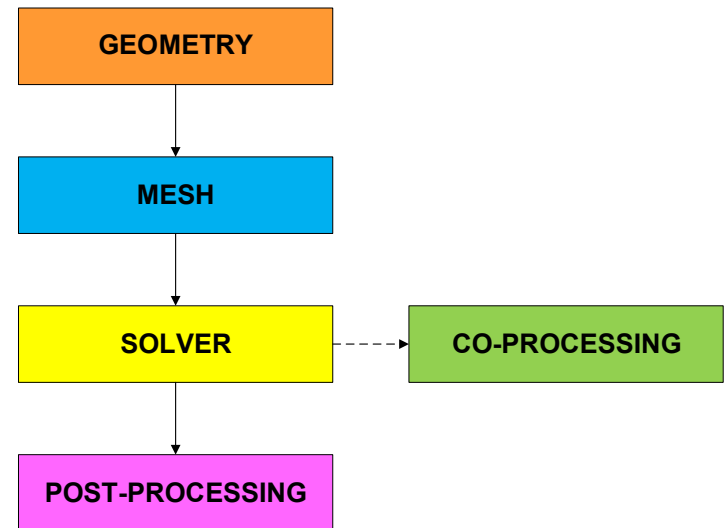 GEOMETRY
MESH
SOLVER
CO-PROCESSING
POST-PROCESSING